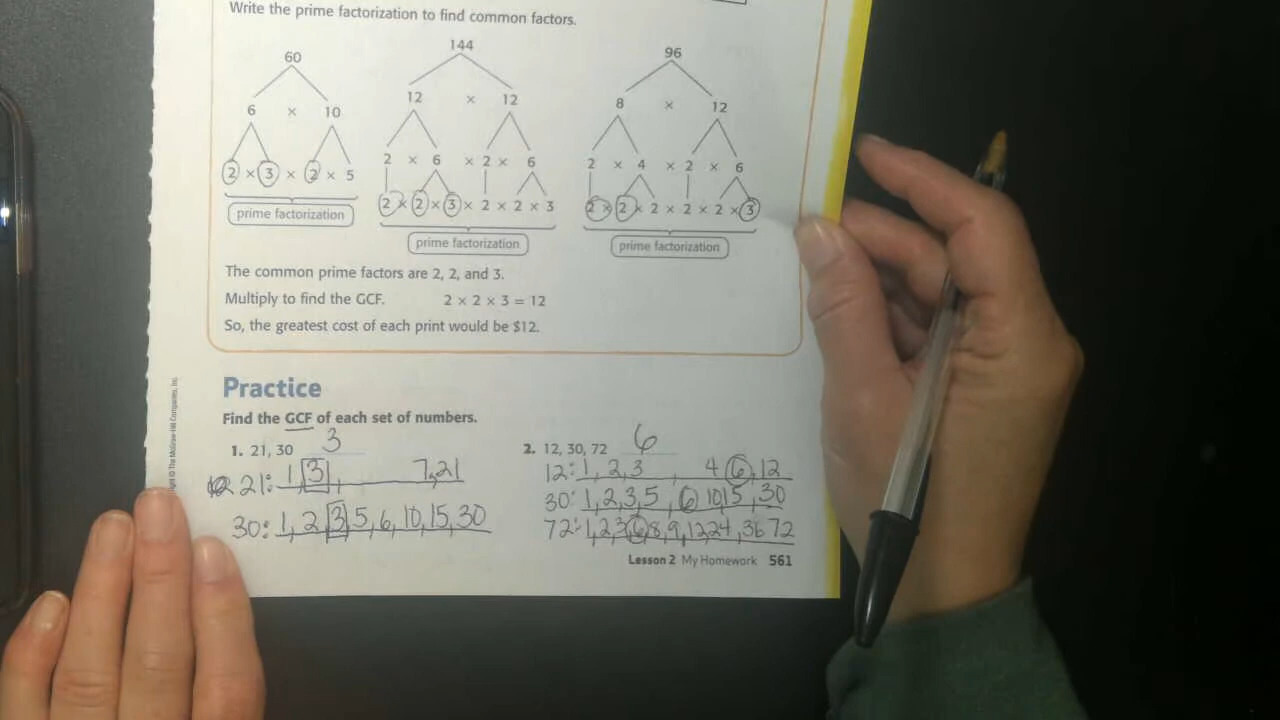 Write the prime factorization to find common factors.
60
144
96
6 × 10
12 × 12
8 × 12
2 × 3 × 2 × 5
2 × 6 × 2 × 6
2 × 4 × 2 × 6
prime factorization
2 × 2 × 3 × 2 × 2 × 3
2 × 2 × 2 × 2 × 2 × 3
prime factorization
prime factorization
The common prime factors are 2, 2, and 3.
Multiply to find the GCF. 2 × 2 × 3 = 12
So, the greatest cost of each print would be $12.
Practice
Find the GCF of each set of numbers.
1. 21, 30 3
21: 1, 3, 7, 21
30: 1, 2, 3, 5, 6, 10, 15, 30
2. 12, 30, 72 6
12: 1, 2, 3, 4 6, 12
30: 1, 2, 3, 5, 6 10 15, 30
72: 1, 2, 3 6 8, 9, 12 24, 36 72
Lesson 2 My Homework 561
© The McGraw-Hill Companies, Inc.